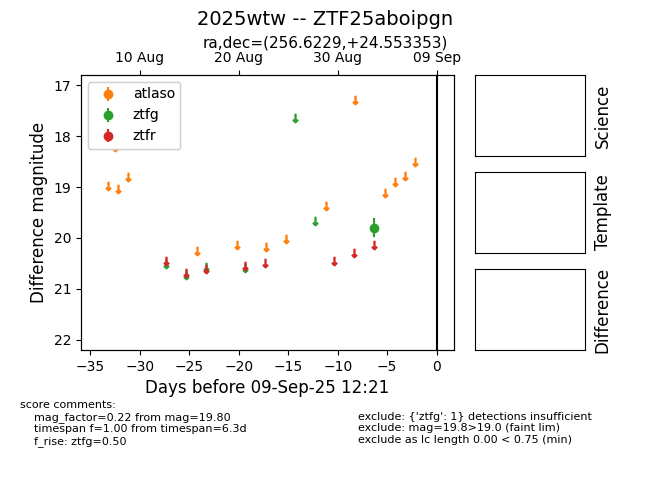 2025wtw -- ZTF25aboipgn
ra,dec=(256.6229,+24.553353)
10 Aug 20 Aug 30 Aug 09 Sep
17
18
19
20
21
22
Difference magnitude
atlaso
ztfg
ztfr
−35 −30 −25 −20 −15 −10 −5 0
Days before 09-Sep-25 12:21
Science
Template
Difference
score comments:
mag_factor=0.22 from mag=19.80
timespan f=1.00 from timespan=6.3d
f_rise: ztfg=0.50
exclude: {'ztfg': 1} detections insufficient
exclude: mag=19.8>19.0 (faint lim)
exclude as lc length 0.00 < 0.75 (min)